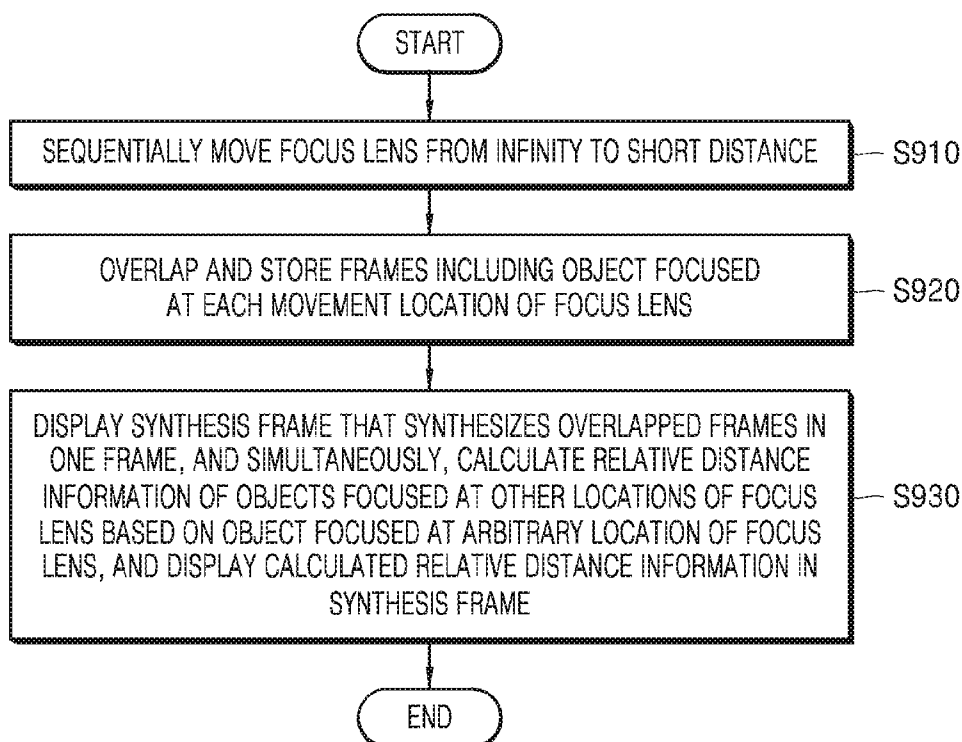 START
SEQUENTIALLY MOVE FOCUS LENS FROM INFINITY TO SHORT DISTANCE
S910
OVERLAP AND STORE FRAMES INCLUDING OBJECT FOCUSED
AT EACH MOVEMENT LOCATION OF FOCUS LENS
S920
DISPLAY SYNTHESIS FRAME THAT SYNTHESIZES OVERLAPPED FRAMES IN
ONE FRAME, AND SIMULTANEOUSLY, CALCULATE RELATIVE DISTANCE
INFORMATION OF OBJECTS FOCUSED AT OTHER LOCATIONS OF FOCUS
LENS BASED ON OBJECT FOCUSED AT ARBITRARY LOCATION OF FOCUS
LENS, AND DISPLAY CALCULATED RELATIVE DISTANCE INFORMATION IN
SYNTHESIS FRAME
S930
END